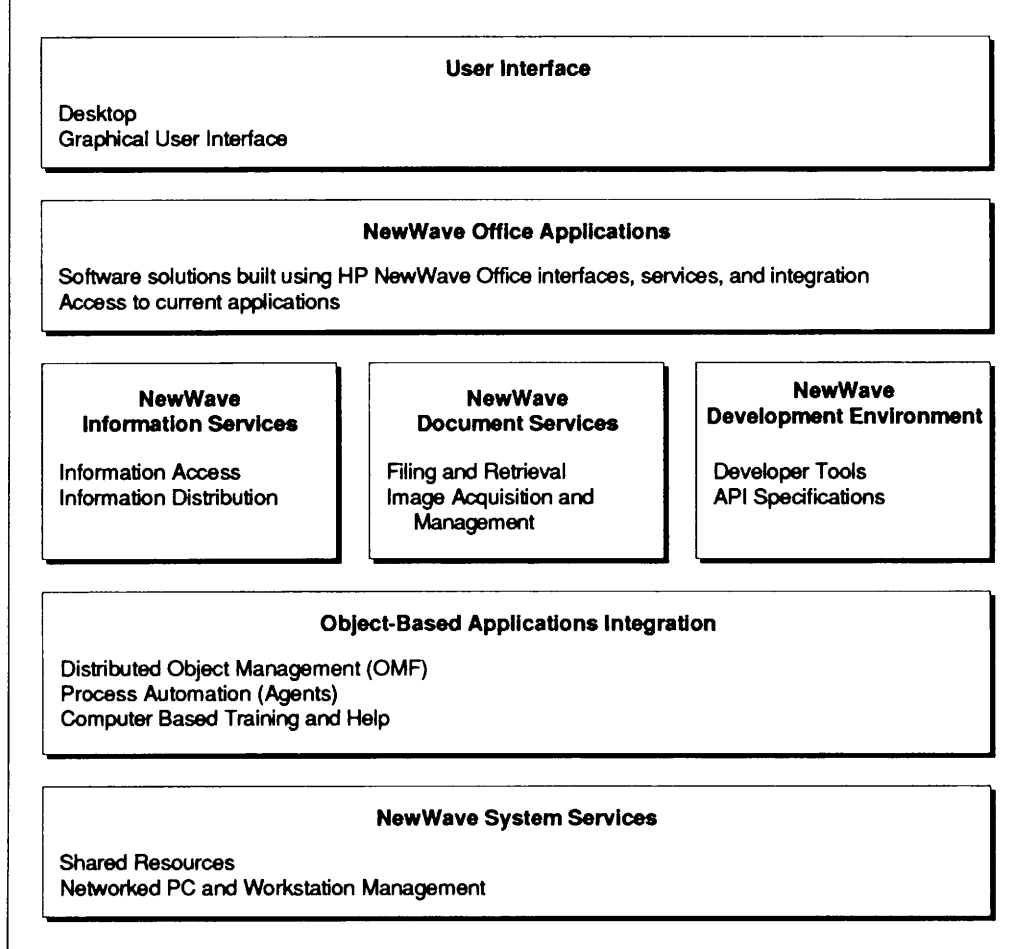 User Interface
Desktop
Graphical User Interface
NewWave Office Applications
Software solutions built using HP NewWave Office interfaces, services, and integration
Access to current applications
NewWave
Information Services
Information Access
Information Distribution
NewWave
Document Services
Filing and Retrieval
Image Acquisition and
Management
NewWave
Development Environment
Developer Tools
API Specifications
Object-Based Applications Integration
Distributed Object Management (OMF)
Process Automation (Agents)
Computer Based Training and Help
NewWave System Services
Shared Resources
Networked PC and Workstation Management